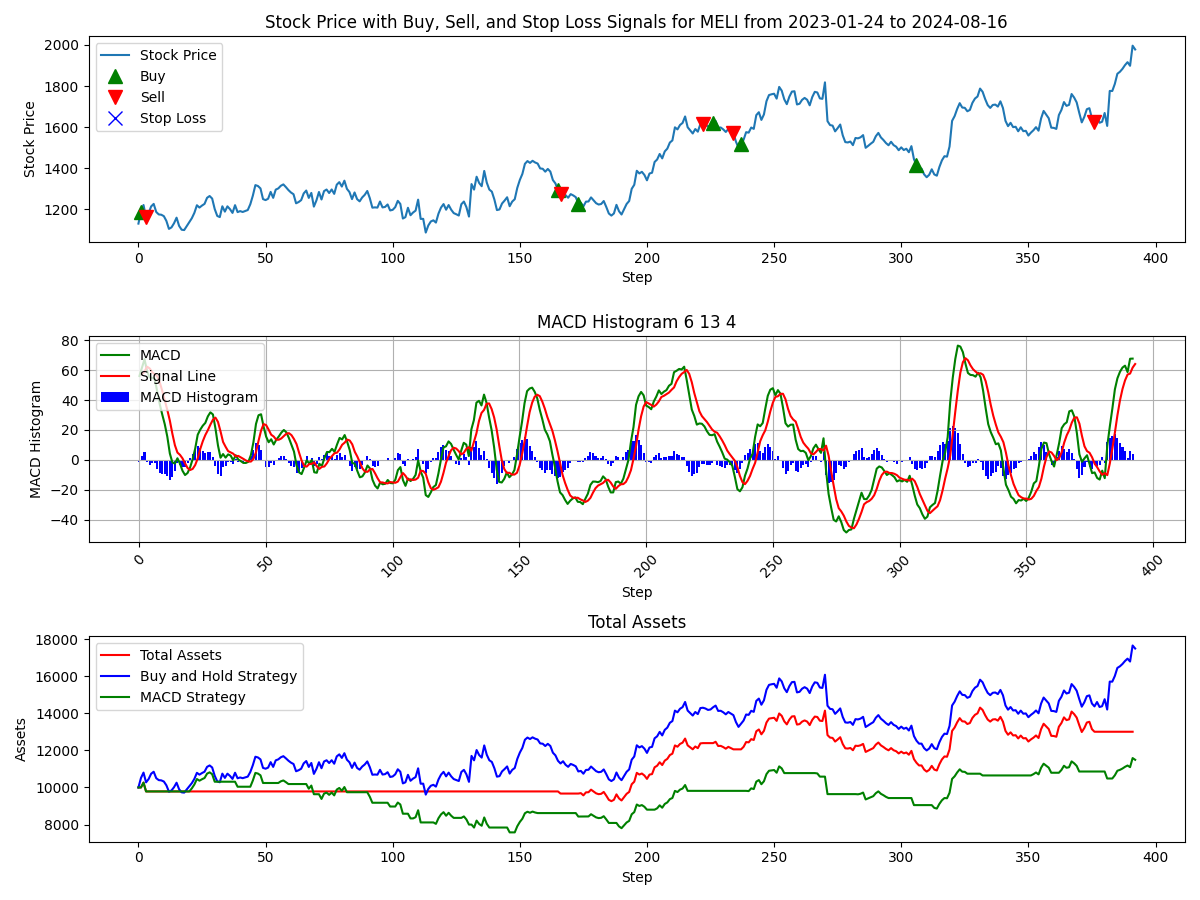 Stock Price with Buy, Sell, and Stop Loss Signals for MELI from 2023-01-24 to 2024-08-16
Stock Price
2000
1800
1600
1400
1200
Stock Price
Buy
Sell
Stop Loss
0 50 100 150 200 250 300 350 400
Step
MACD Histogram 6 13 4
MACD Histogram
80
60
40
20
0
−20
−40
MACD
Signal Line
MACD Histogram
0 50 100 150 200 250 300 350 400
Step
Total Assets
Assets
18000
16000
14000
12000
10000
8000
Total Assets
Buy and Hold Strategy
MACD Strategy
0 50 100 150 200 250 300 350 400
Step